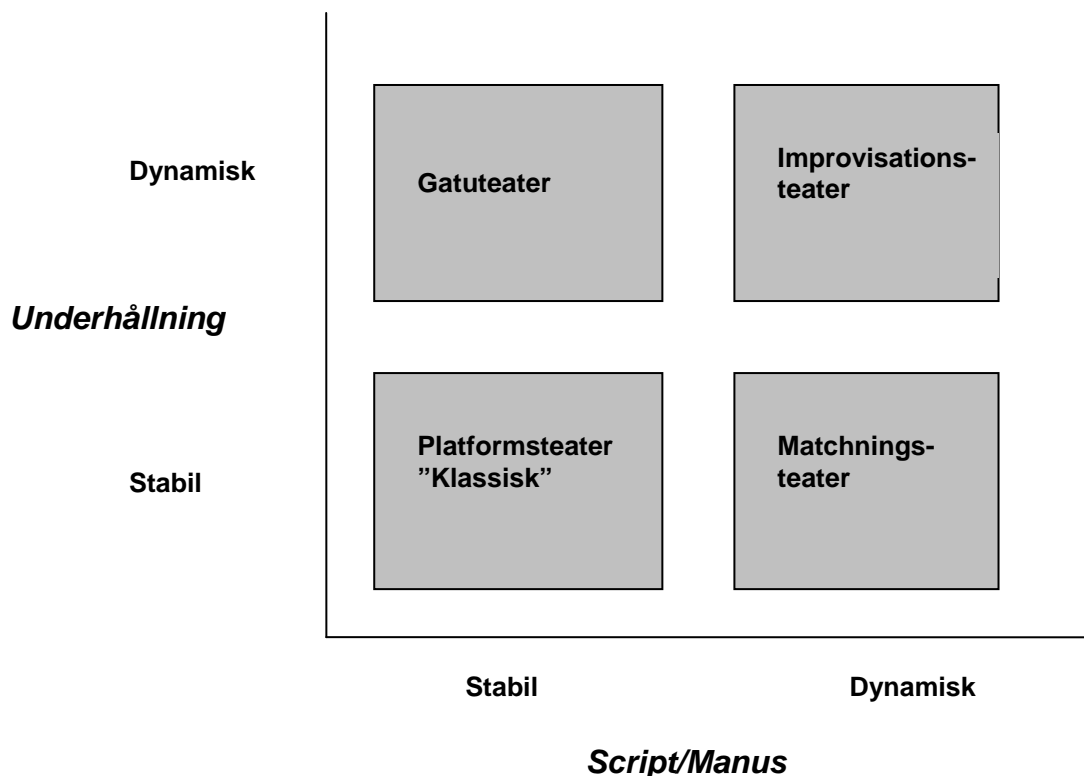 Dynamisk
Gatuteater
Improvisations-
teater
Underhållning
Stabil
Platformsteater
”Klassisk”
Matchnings-
teater
Stabil
Dynamisk
Script/Manus